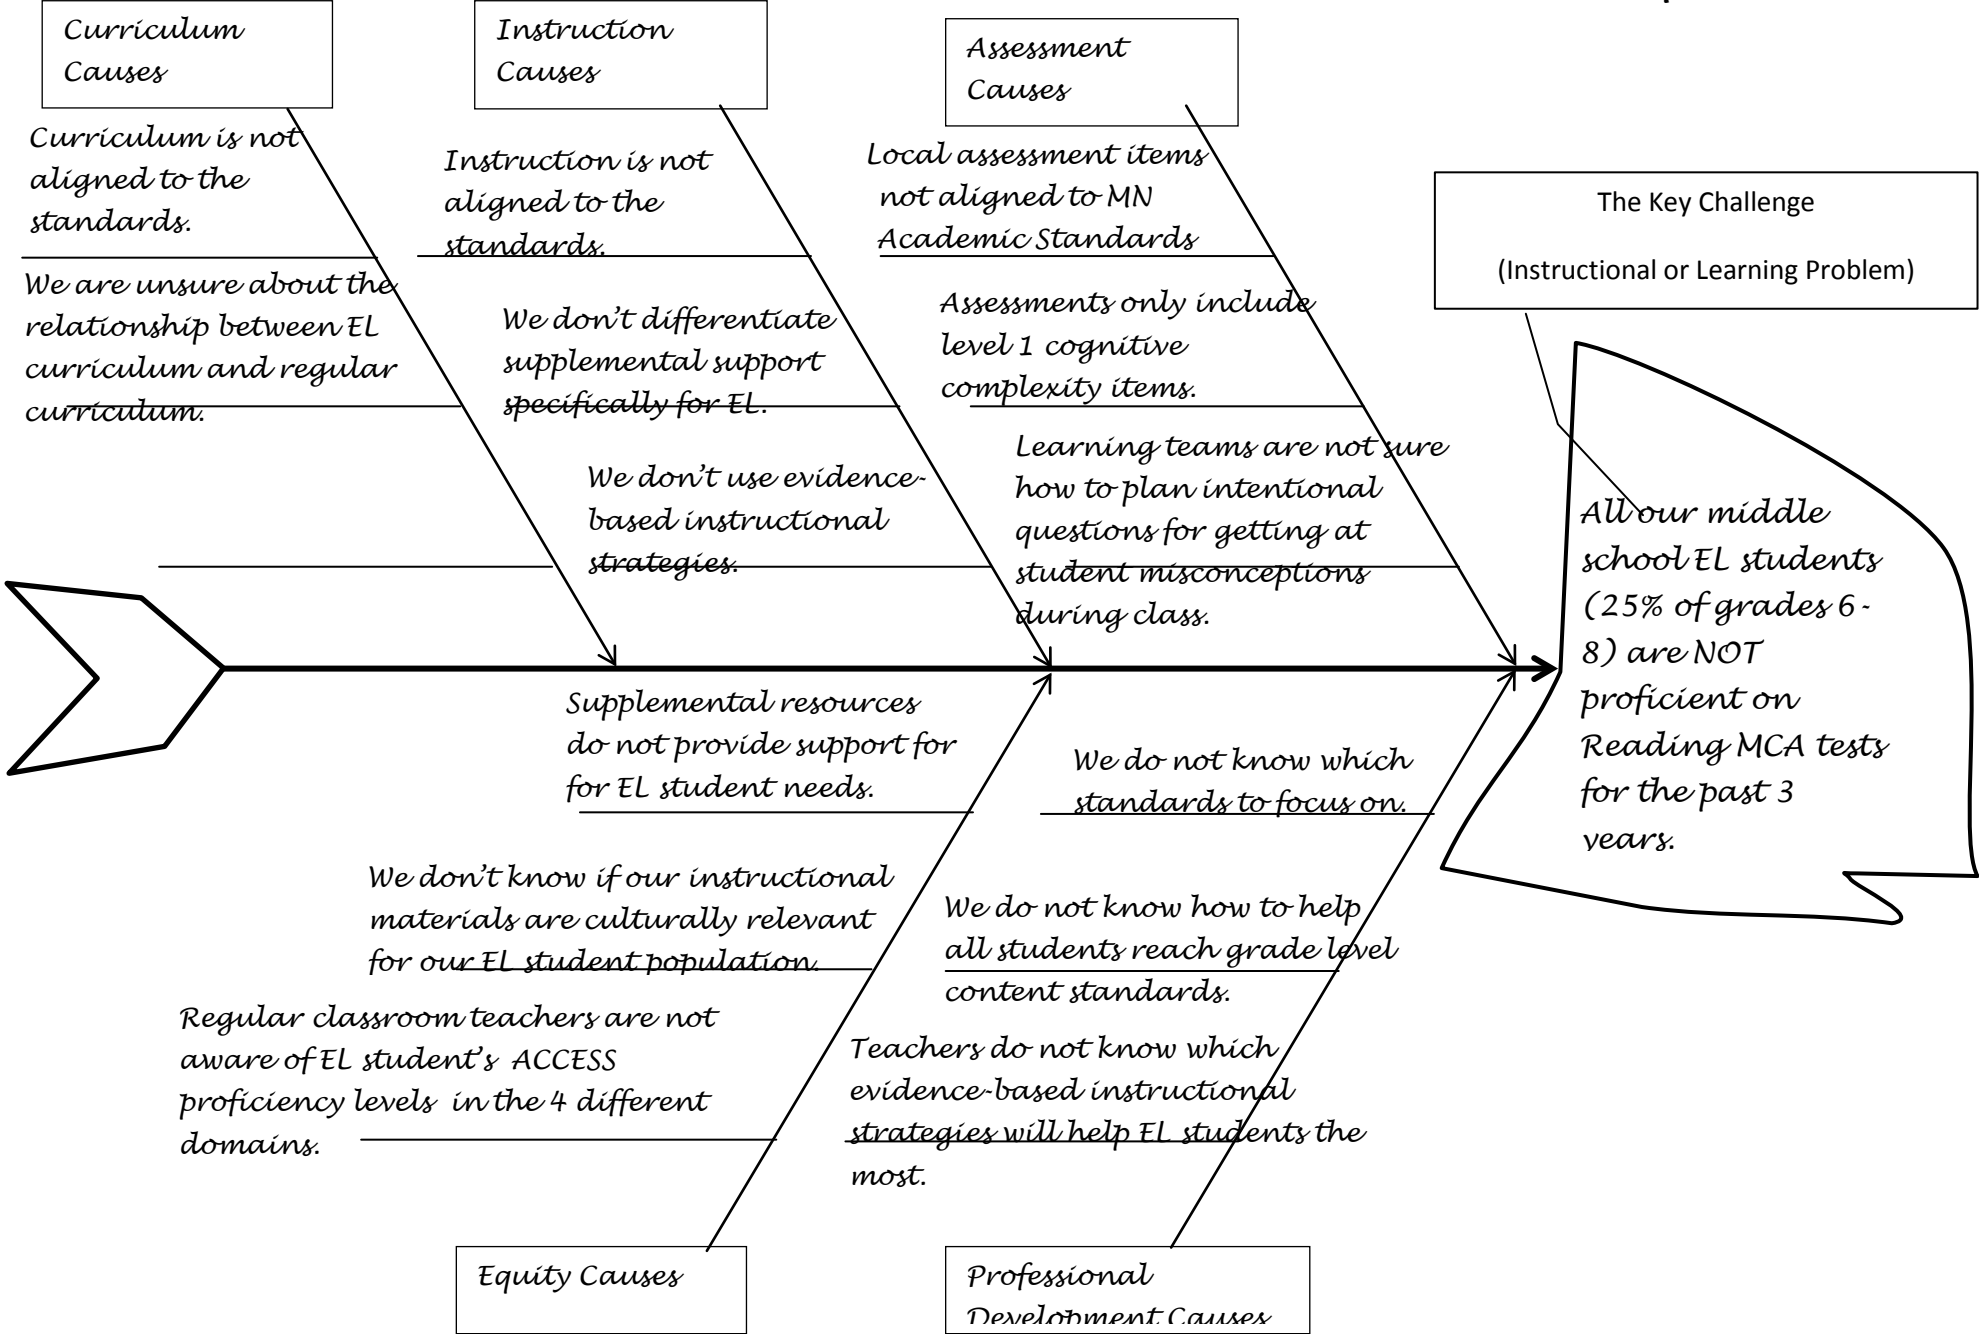 Curriculum
Causes
Instruction
Causes
Assessment
Causes
Curriculum is not
aligned to the
standards.
We are unsure about the
relationship between EL
curriculum and regular
curriculum.
Instruction is not
aligned to the
standards.
We don't differentiate
supplemental support
specifically for EL.
We don't use evidence-
based instructional
strategies.
Local assessment items
not aligned to MN
Academic Standards
Assessments only include
level 1 cognitive
complexity items.
Learning teams are not sure
how to plan intentional
questions for getting at
student misconceptions
during class.
The Key Challenge
(Instructional or Learning Problem)
All our middle
school EL students
(25% of grades 6-
8) are NOT
proficient on
Reading MCA tests
for the past 3
years.
Supplemental resources
do not provide support for
for EL student needs.
We don't know if our instructional
materials are culturally relevant
for our EL student population.
Regular classroom teachers are not
aware of EL student's ACCESS
proficiency levels in the 4 different
domains.
We do not know which
standards to focus on.
We do not know how to help
all students reach grade level
content standards.
Teachers do not know which
evidence-based instructional
strategies will help EL students the
most.
Equity Causes
Professional
Development Causes